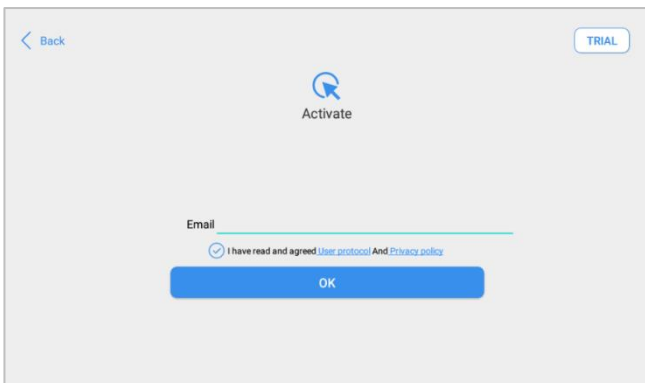 Back
TRIAL
Activate
Email
I have read and agreed User protocol And Privacy policy
OK